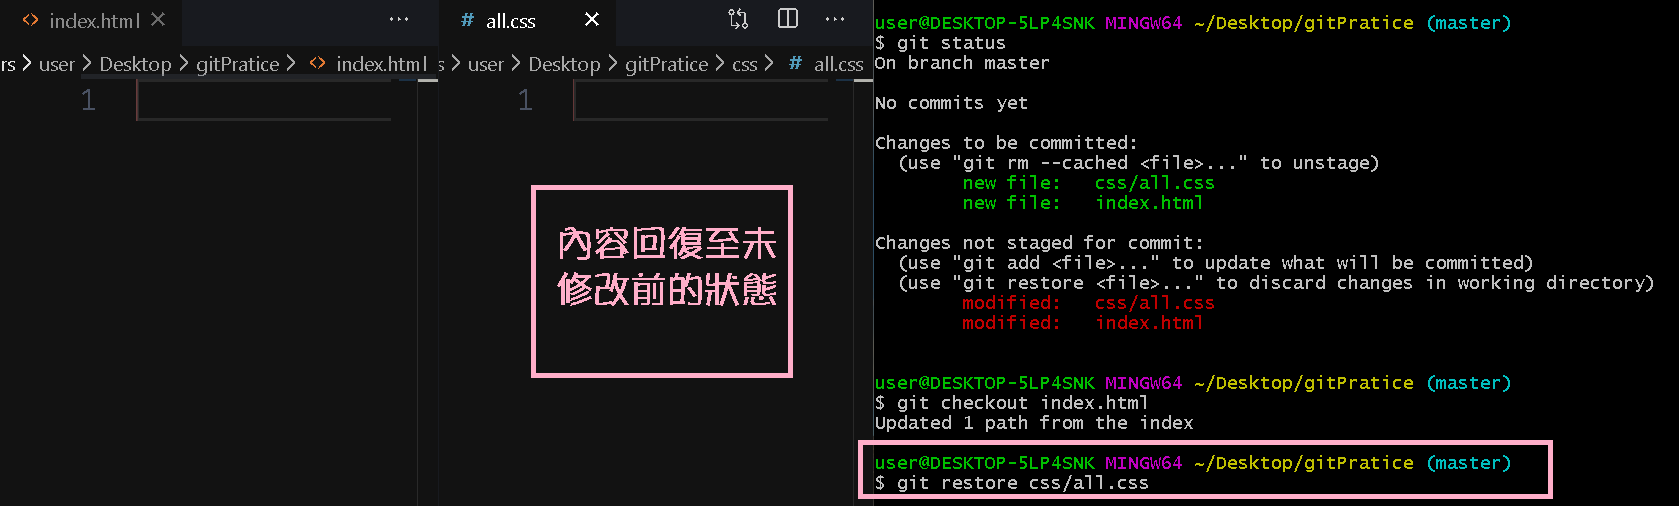 index.html
all.css
rs > user > Desktop > gitPratice > index.html
s > user > Desktop > gitPratice > css > # all.css
1
1
內容回復至未
修改前的狀態
user@DESKTOP-5LP4SNK MINGW64 ~/Desktop/gitPratice (master)
$ git status
On branch master
No commits yet
Changes to be committed:
(use "git rm --cached <file>..." to unstage)
new file: css/all.css
new file: index.html
Changes not staged for commit:
(use "git add <file>..." to update what will be committed)
(use "git restore <file>..." to discard changes in working directory)
modified: css/all.css
modified: index.html
user@DESKTOP-5LP4SNK MINGW64 ~/Desktop/gitPratice (master)
$ git checkout index.html
Updated 1 path from the index
user@DESKTOP-5LP4SNK MINGW64 ~/Desktop/gitPratice (master)
$ git restore css/all.css